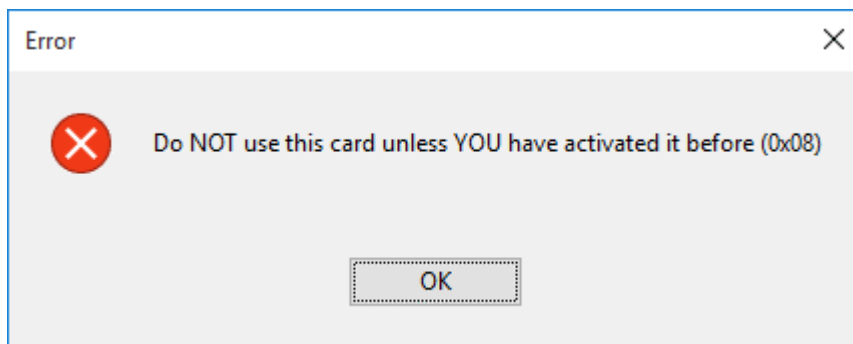 Error
Do NOT use this card unless YOU have activated it before (0x08)
OK